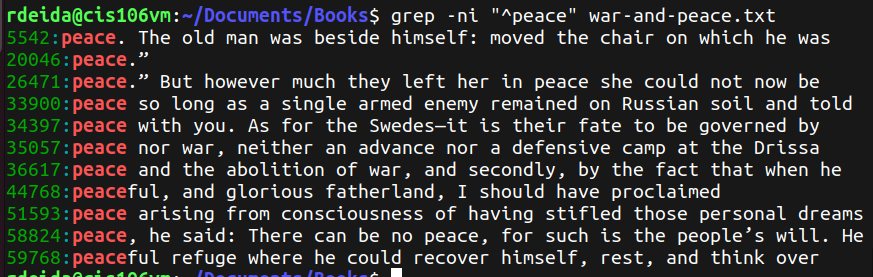 rdeida@cis106vm:~/Documents/Books$ grep -ni "^peace" war-and-peace.txt
5542:peace. The old man was beside himself: moved the chair on which he was
20046:peace.”
26471:peace.” But however much they left her in peace she could not now be
33900:peace so long as a single armed enemy remained on Russian soil and told
34397:peace with you. As for the Swedes—it is their fate to be governed by
35057:peace nor war, neither an advance nor a defensive camp at the Drissa
36617:peace and the abolition of war, and secondly, by the fact that when he
44768:peaceful, and glorious fatherland, I should have proclaimed
51593:peace arising from consciousness of having stifled those personal dreams
58824:peace, he said: There can be no peace, for such is the people’s will. He
59768:peaceful refuge where he could recover himself, rest, and think over
rdeida@cis106vm:~/Documents/Books$